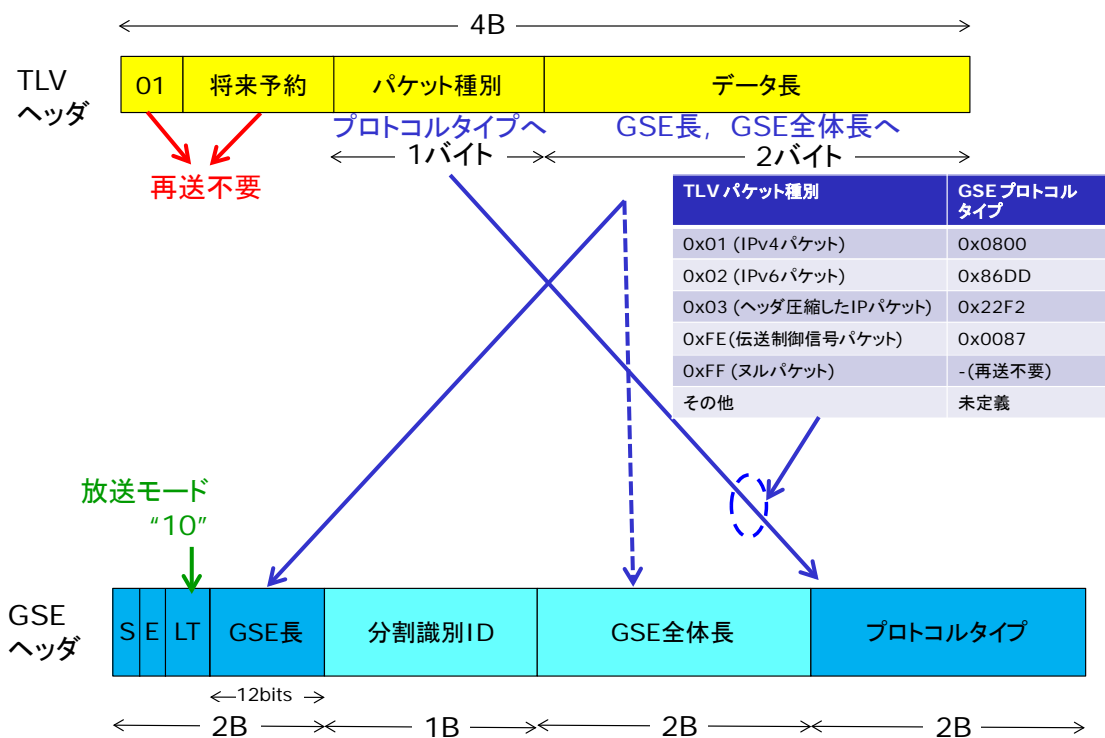 4B
TLV
ヘッダ
01
将来予約
パケット種別
データ長
プロトコルタイプへ
GSE長，GSE全体長へ
1バイト
2バイト
再送不要
TLV パケット種別
GSE プロトコル
タイプ
0x01 (IPv4パケット)
0x0800
0x02 (IPv6パケット)
0x86DD
0x03 (ヘッダ圧縮したIPパケット)
0x22F2
0xFE(伝送制御信号パケット)
0x0087
0xFF (ヌルパケット)
-(再送不要)
その他
未定義
放送モード
“10”
GSE
ヘッダ
S
E
LT
GSE長
分割識別ID
GSE全体長
プロトコルタイプ
12bits
2B
1B
2B
2B